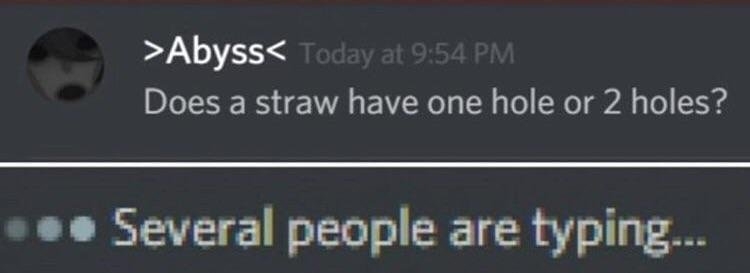 >Abyss< Today at 9:54 PM
Does a straw have one hole or 2 holes?
Several people are typing...